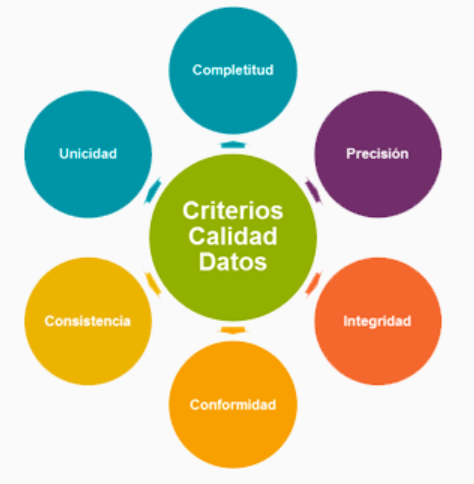 Completitud
Unicidad
Precisión
Criterios
Calidad
Datos
Consistencia
Integridad
Conformidad